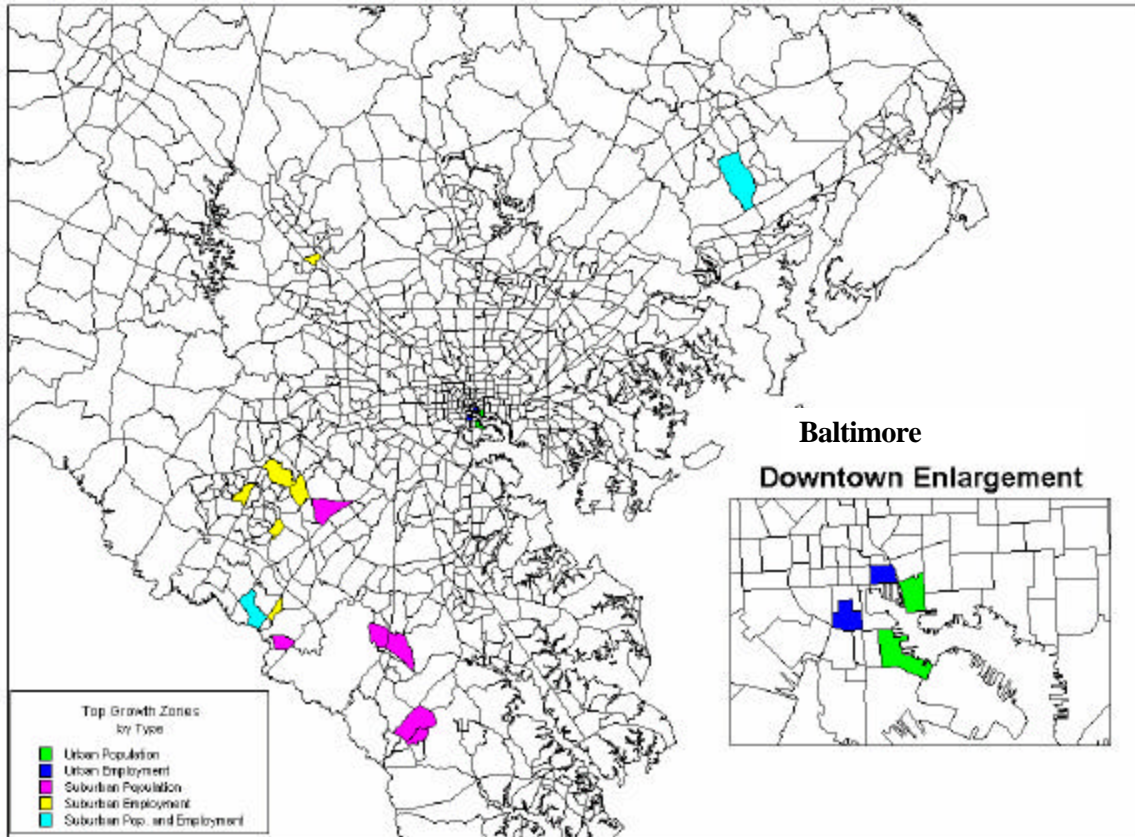 Baltimore
Downtown Enlargement
Top Growth Zones
by Type
Urban Population
Urban Employment
Suburban Population
Suburban Employment
Suburban Pop. and Employment